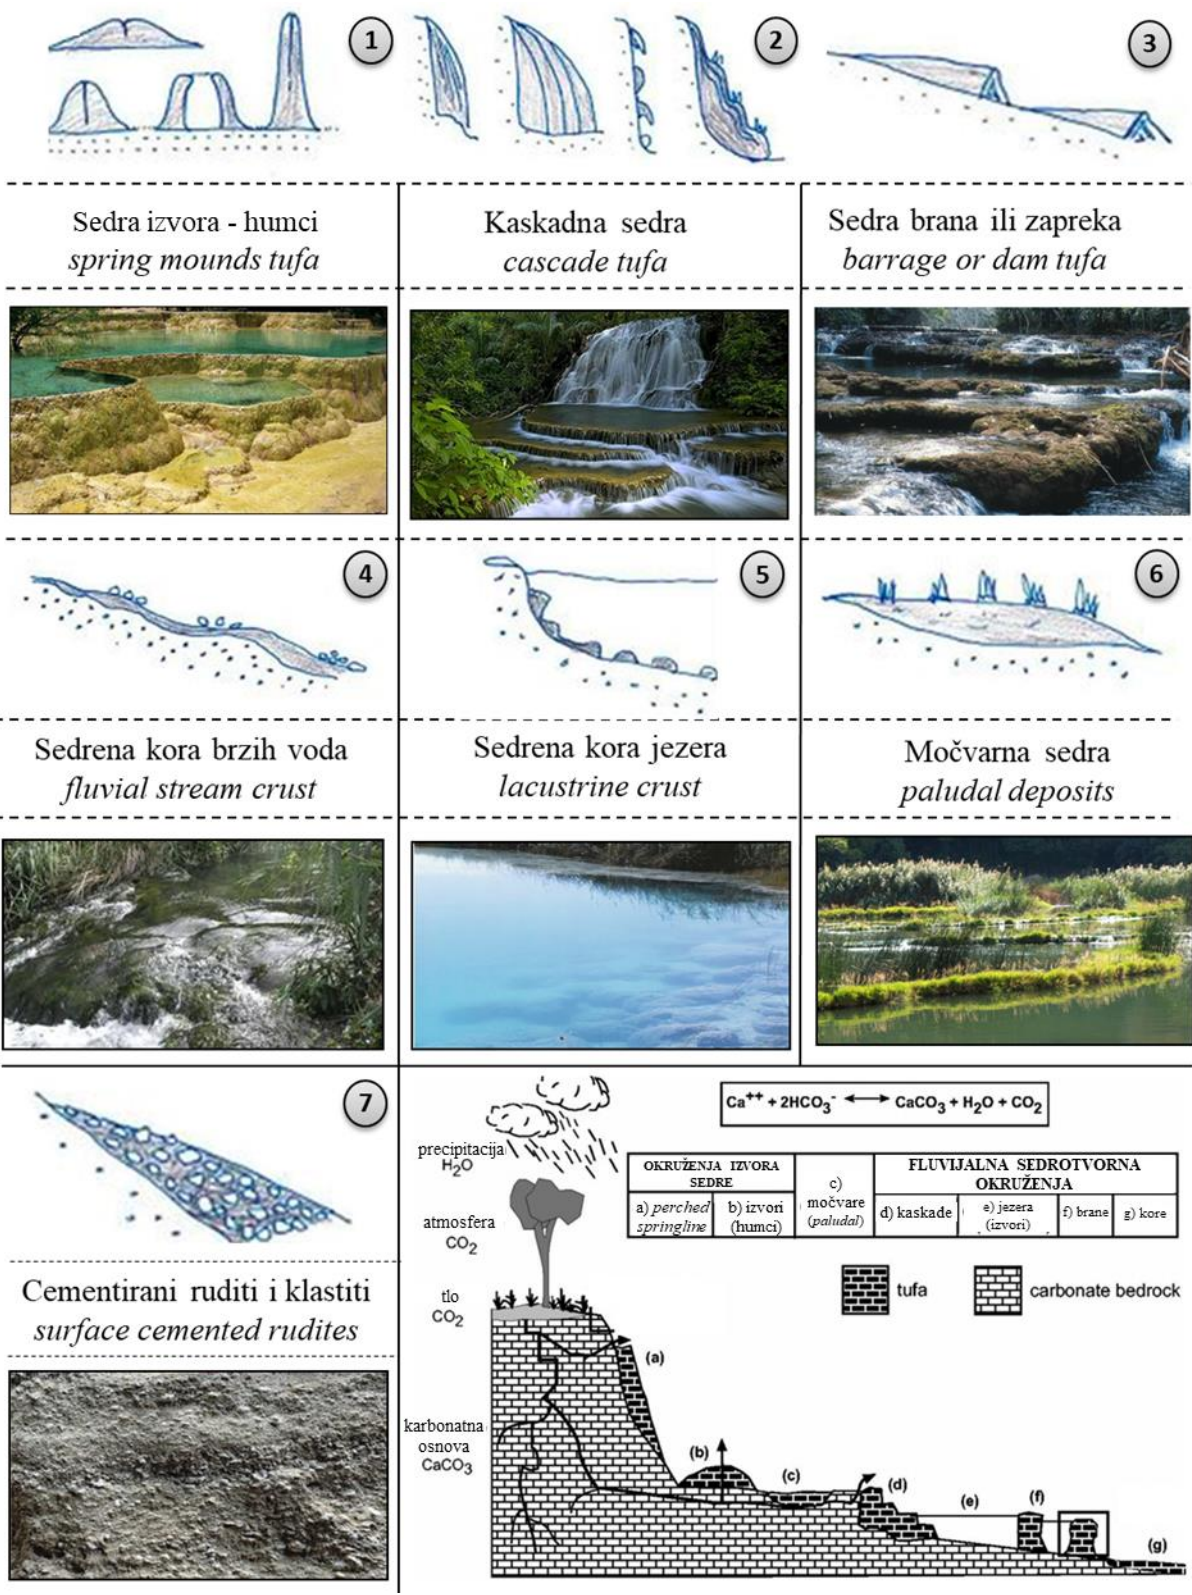 1
2
3
Sedra izvora - humci
spring mounds tufa
Kaskadna sedra
cascade tufa
Sedra brana ili zapreka
barrage or dam tufa
4
5
6
Sedrena kora brzih voda
fluvial stream crust
Sedrena kora jezera
lacustrine crust
Močvarna sedra
paludal deposits
7
Cementirani ruditi i klastiti
surface cemented rudites
Ca++ + 2HCO3- ⟷ CaCO3 + H2O + CO2
precipitacija
H2O
atmosfera
CO2
tlo
CO2
karbonatna
osnova
CaCO3
OKRUŽENJA IZVORA
SEDRE
a) perched
springline
b) izvori
(humci)
c)
močvare
(paludal)
FLUVIJALNA SEDROTVORNA
OKRUŽENJA
d) kaskade
e) jezera
(izvori)
f) brane
g) kore
tufa
carbonate bedrock
(a)
(b)
(c)
(d)
(e)
(f)
(g)